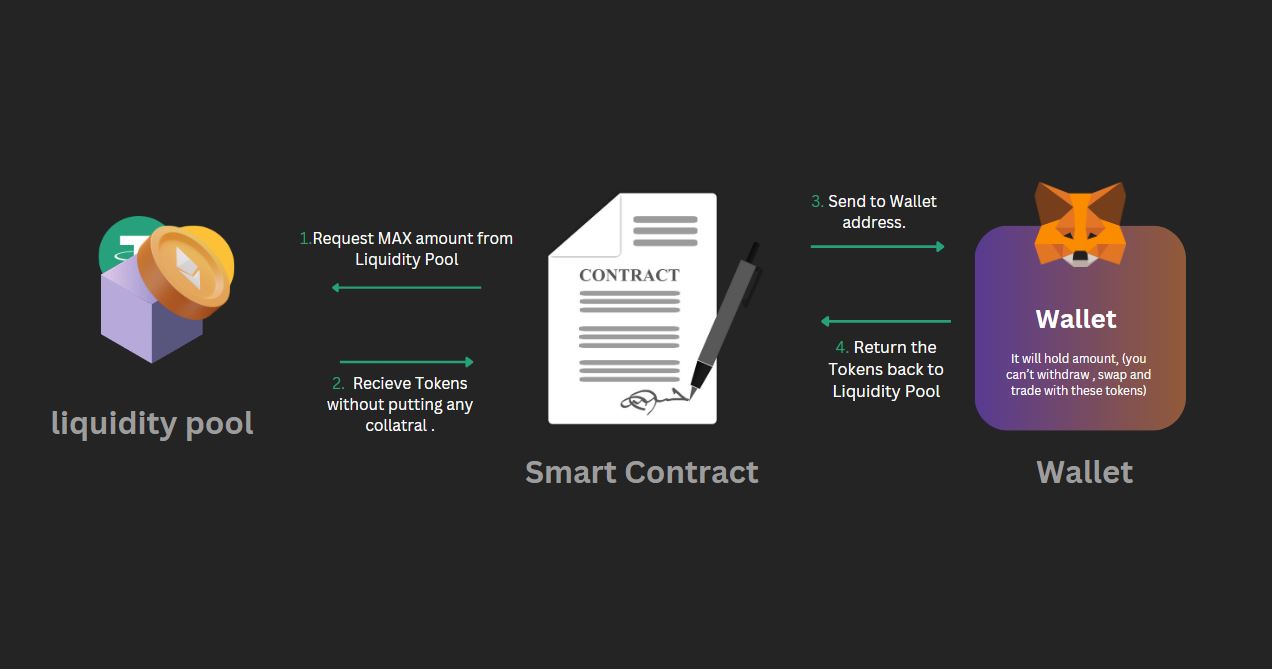 1.Request MAX amount from
Liquidity Pool
2. Recieve Tokens
without putting any
collatral .
liquidity pool
CONTRACT
Smart Contract
3. Send to Wallet
address.
4. Return the
Tokens back to
Liquidity Pool
Wallet
It will hold amount, (you
can't withdraw , swap and
trade with these tokens)
Wallet